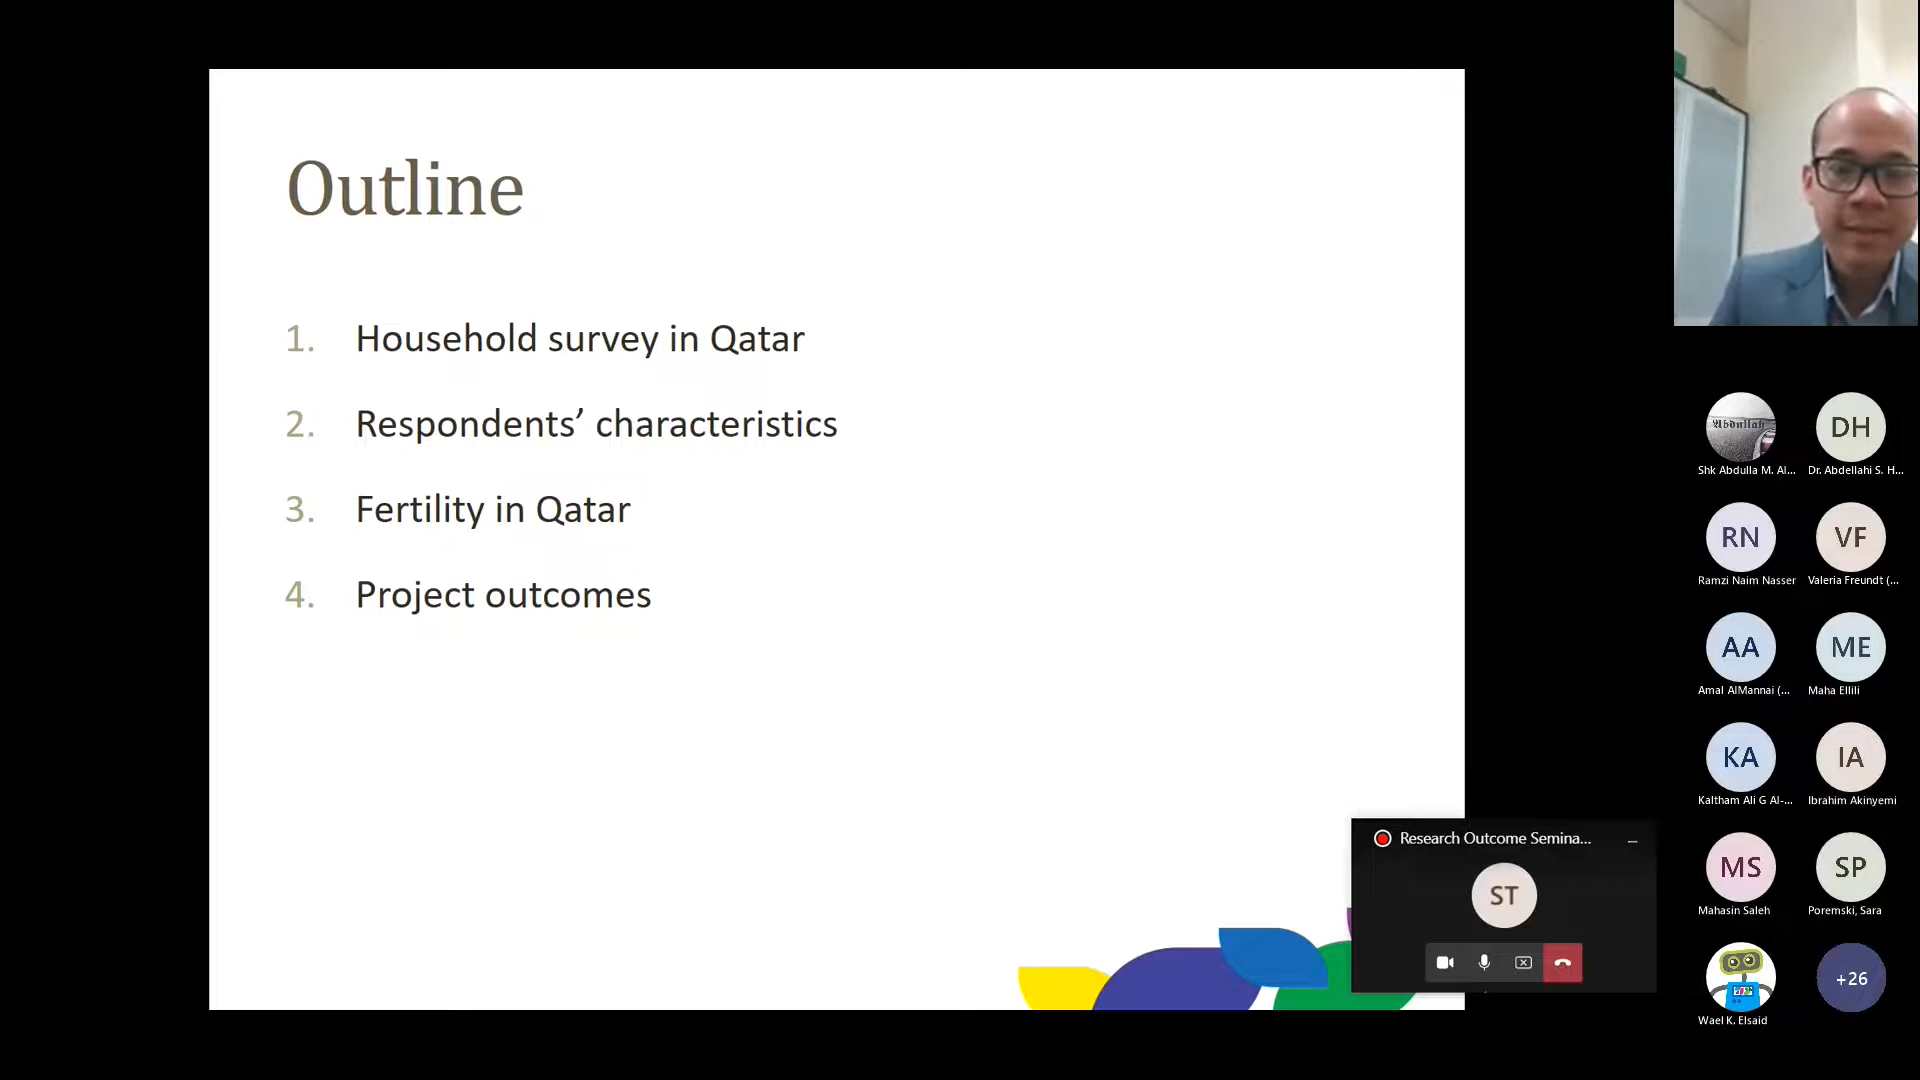 Outline
1. Household survey in Qatar
2. Respondents’ characteristics
3. Fertility in Qatar
4. Project outcomes
Research Outcome Semina...
ST
Abdullah
Shk Abdulla M. Al...
DH
Dr. Abdellahi S. H...
RN
Ramzi Naim Nasser
VF
Valeria Freundt (...
AA
Amal AlMannai (...
ME
Maha Ellili
KA
Kaltham Ali G Al-...
IA
Ibrahim Akinyemi
MS
Mahasin Saleh
SP
Poremski, Sara
Wael K. Elsaid
+26